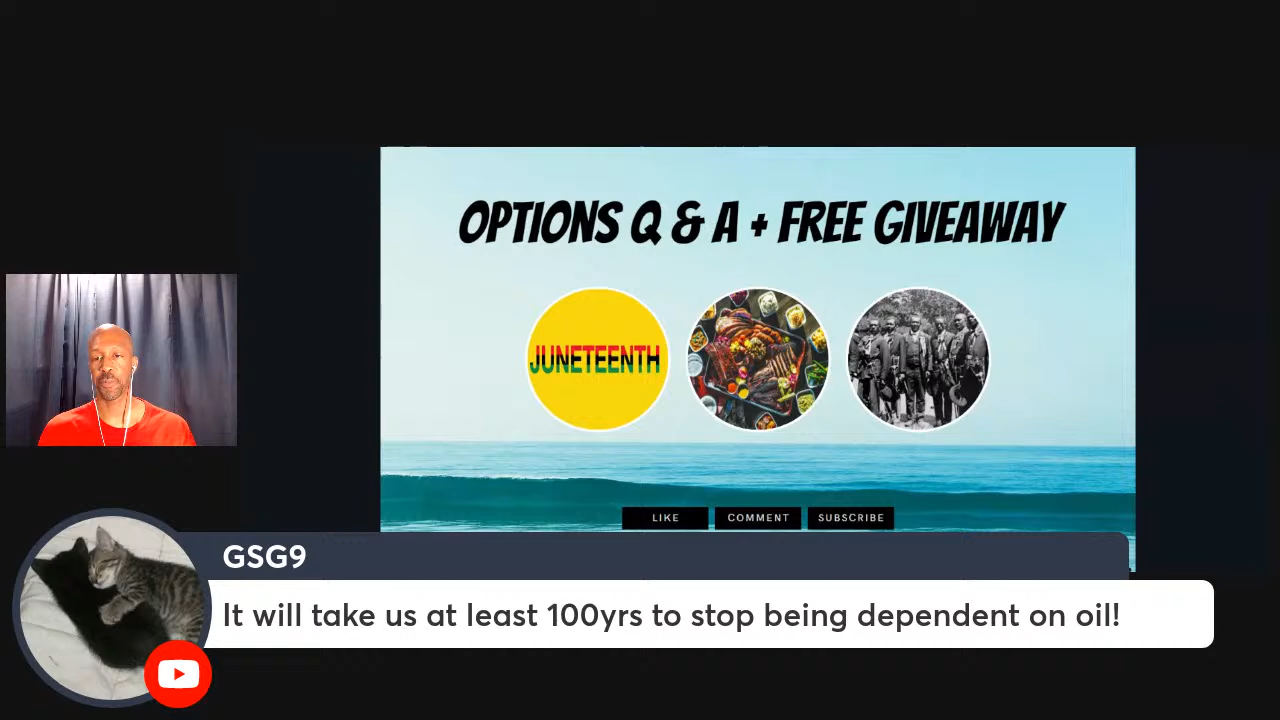 OPTIONS Q & A + FREE GIVEAWAY
JUNETEENTH
LIKE COMMENT SUBSCRIBE
GSG9
It will take us at least 100yrs to stop being dependent on oil!